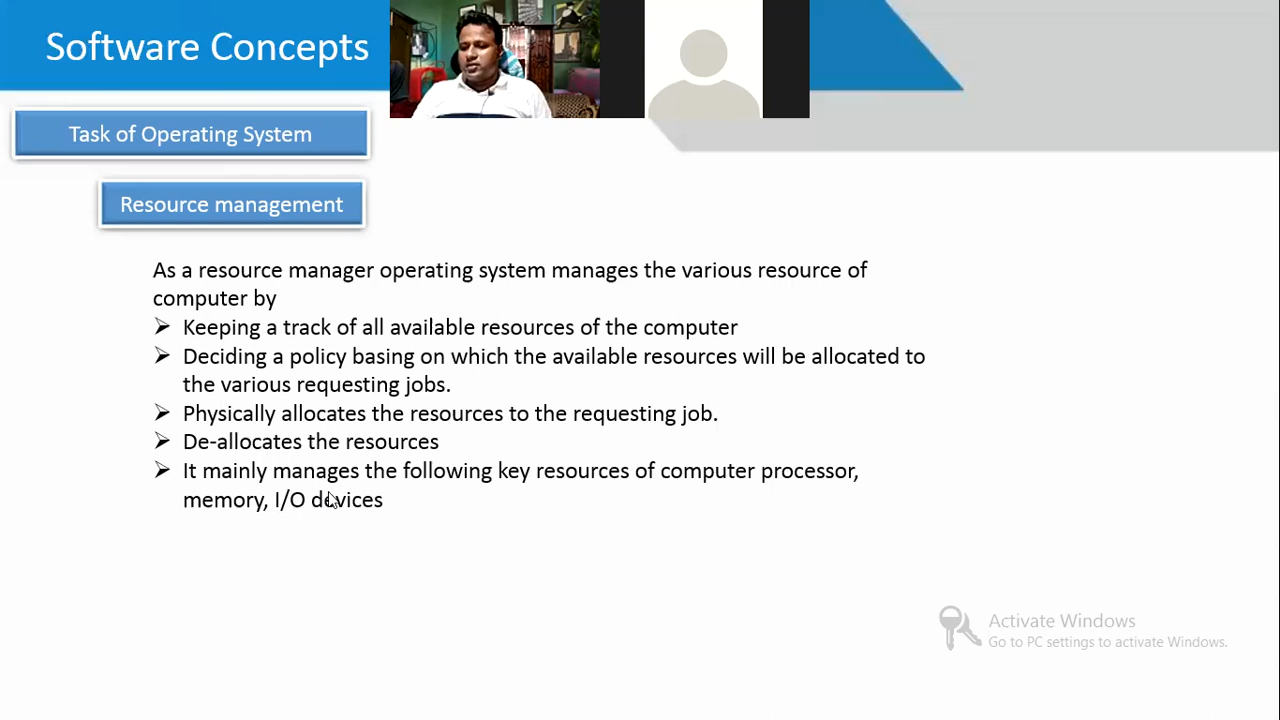 Software Concepts
Task of Operating System
Resource management
As a resource manager operating system manages the various resource of
computer by
➢ Keeping a track of all available resources of the computer
➢ Deciding a policy basing on which the available resources will be allocated to
the various requesting jobs.
➢ Physically allocates the resources to the requesting job.
➢ De-allocates the resources
➢ It mainly manages the following key resources of computer processor,
memory, I/O devices
Activate Windows
Go to PC settings to activate Windows.